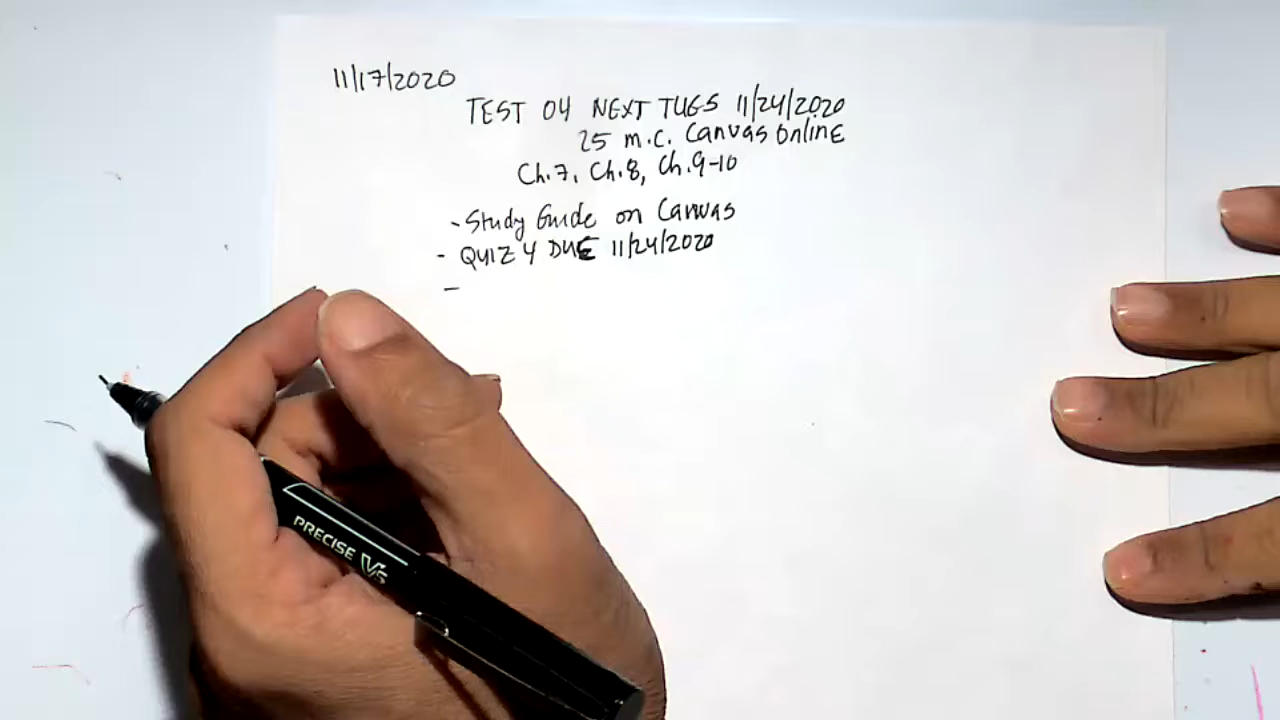 11/17/2020
TEST 04 NEXT TUES 11/24/2020
25 m.c. Canvas OnlinE
Ch.7, Ch.8, Ch.9-10
- Study Guide on Canvas
- QUIZ 4 DUE 11/24/2020
-
PRECISE V5